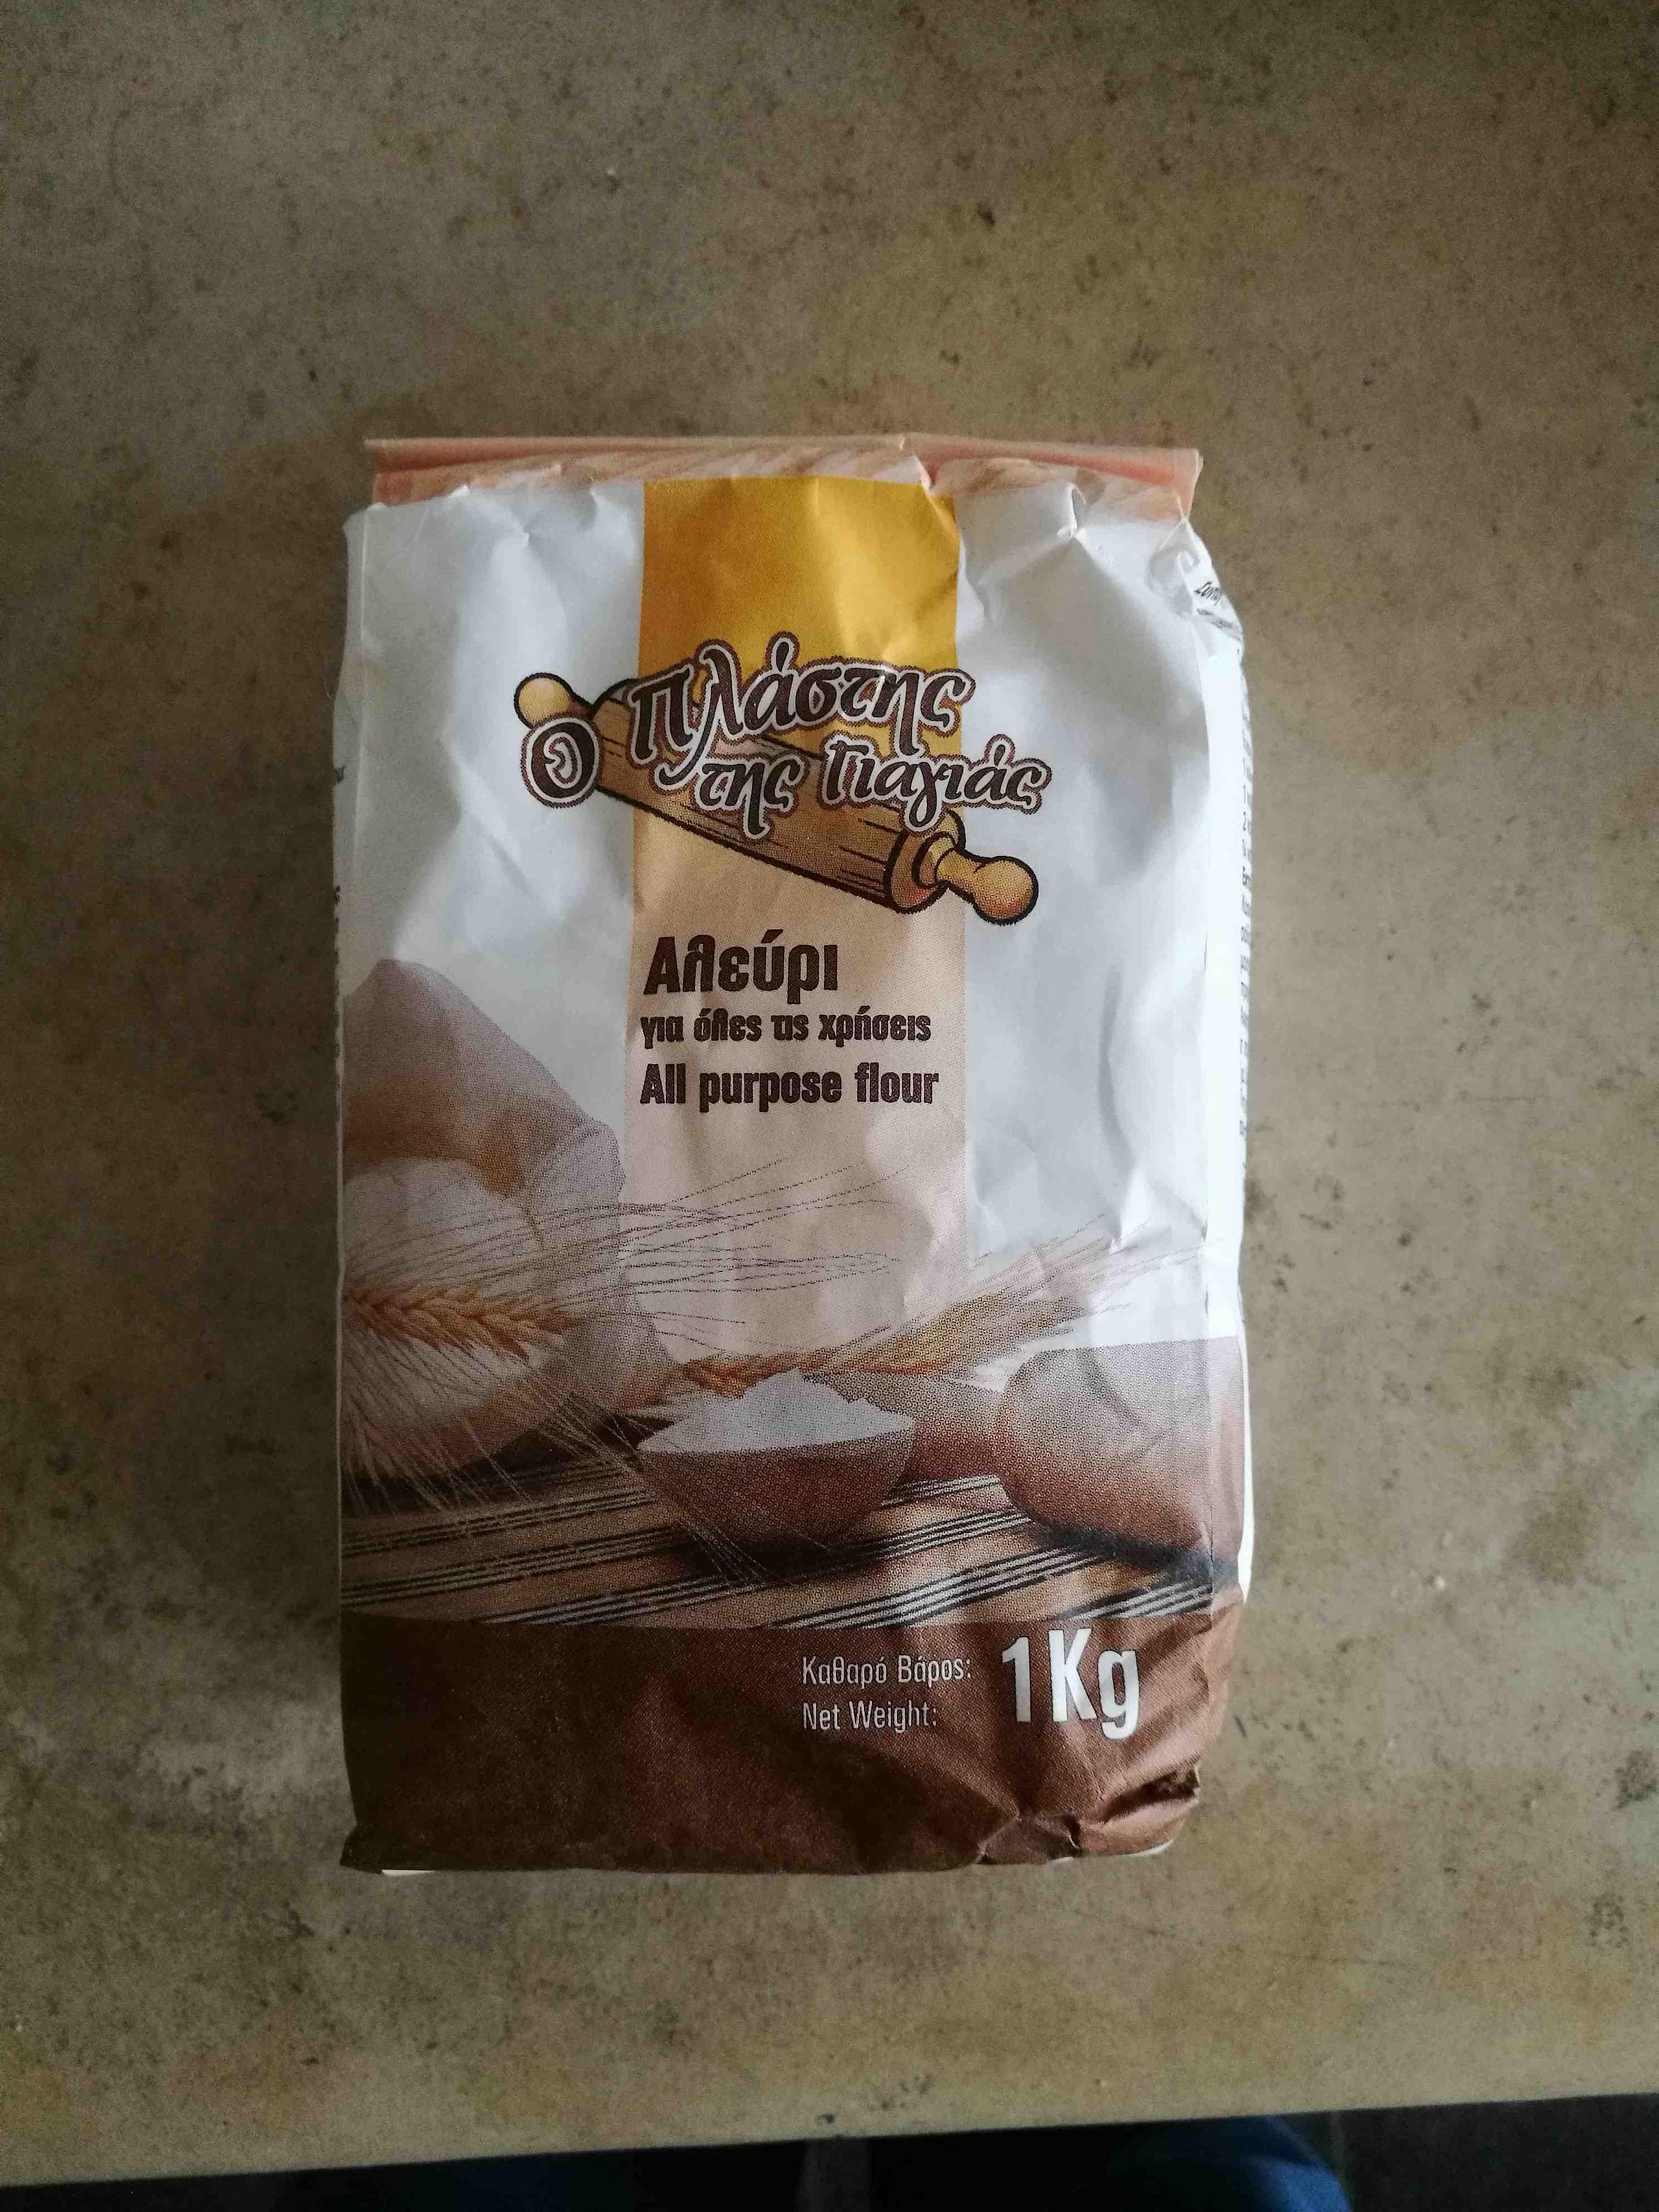 Ο Πλάστης
της Γιαγιάς
Αλεύρι
για όλες τις χρήσεις
All purpose flour
Καθαρό Βάρος:
Net Weight:
1Kg